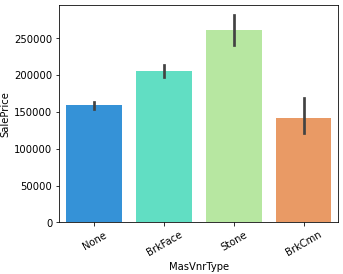 SalePrice
250000
200000
150000
100000
50000
0
None
BrkFace
Stone
BrkCmn
MasVnrType